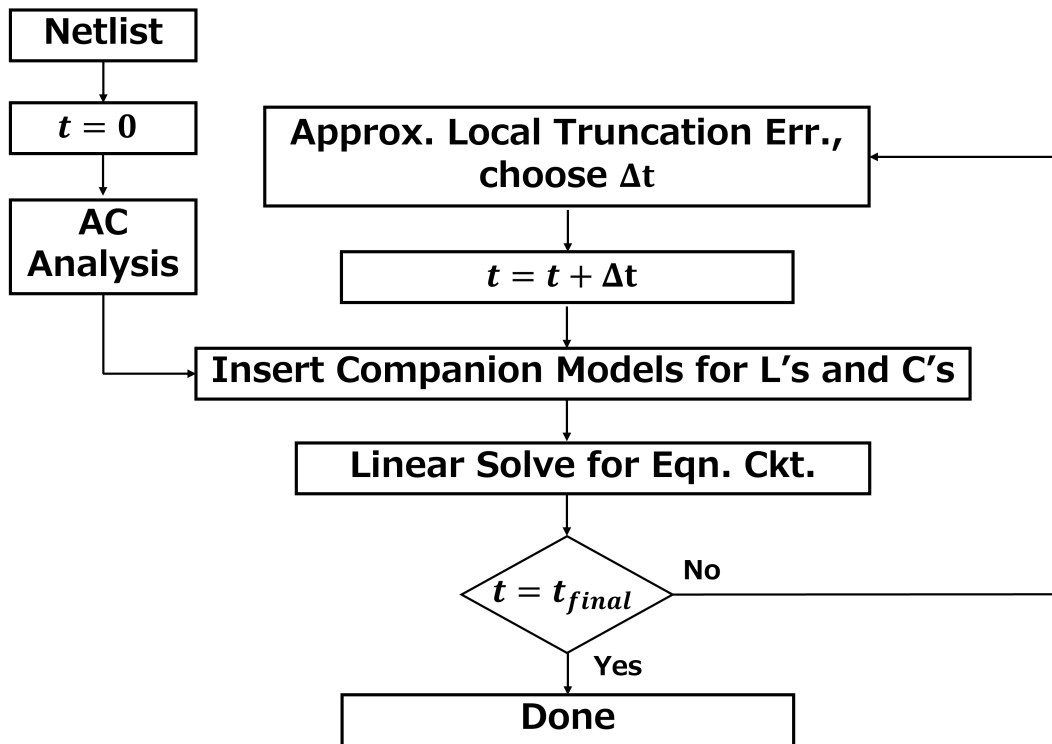 Netlist
t = 0
AC
Analysis
Approx. Local Truncation Err.,
choose Δt
t = t + Δt
Insert Companion Models for L's and C's
Linear Solve for Eqn. Ckt.
t = t_final
No
Yes
Done